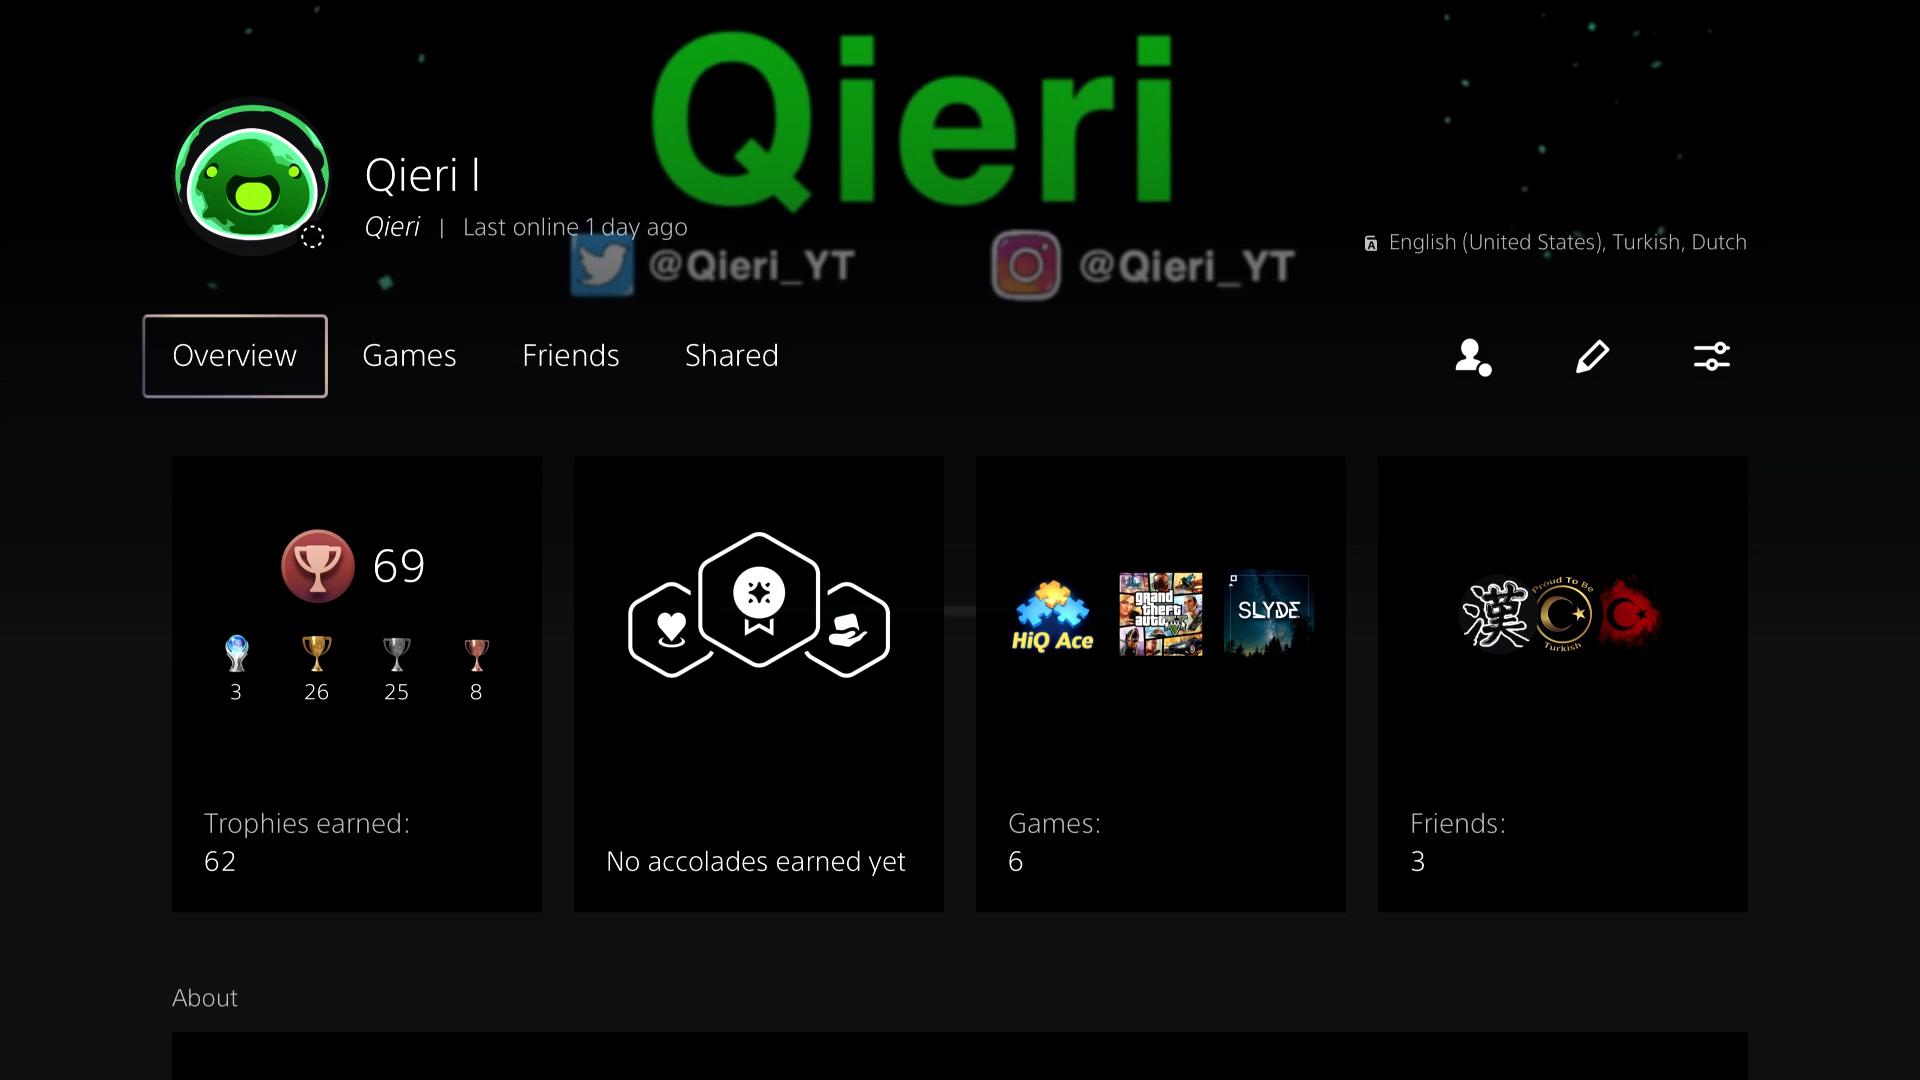 Qieri
Qieri l
Qieri | Last online 1 day ago
@Qieri_YT
@Qieri_YT
English (United States), Turkish, Dutch
Overview
Games
Friends
Shared
69
3 26 25 8
Trophies earned:
62
No accolades earned yet
HiQ Ace
grand theft auto V
SLYDE
Games:
6
漢
Proud To Be
Turkish
Friends:
3
About